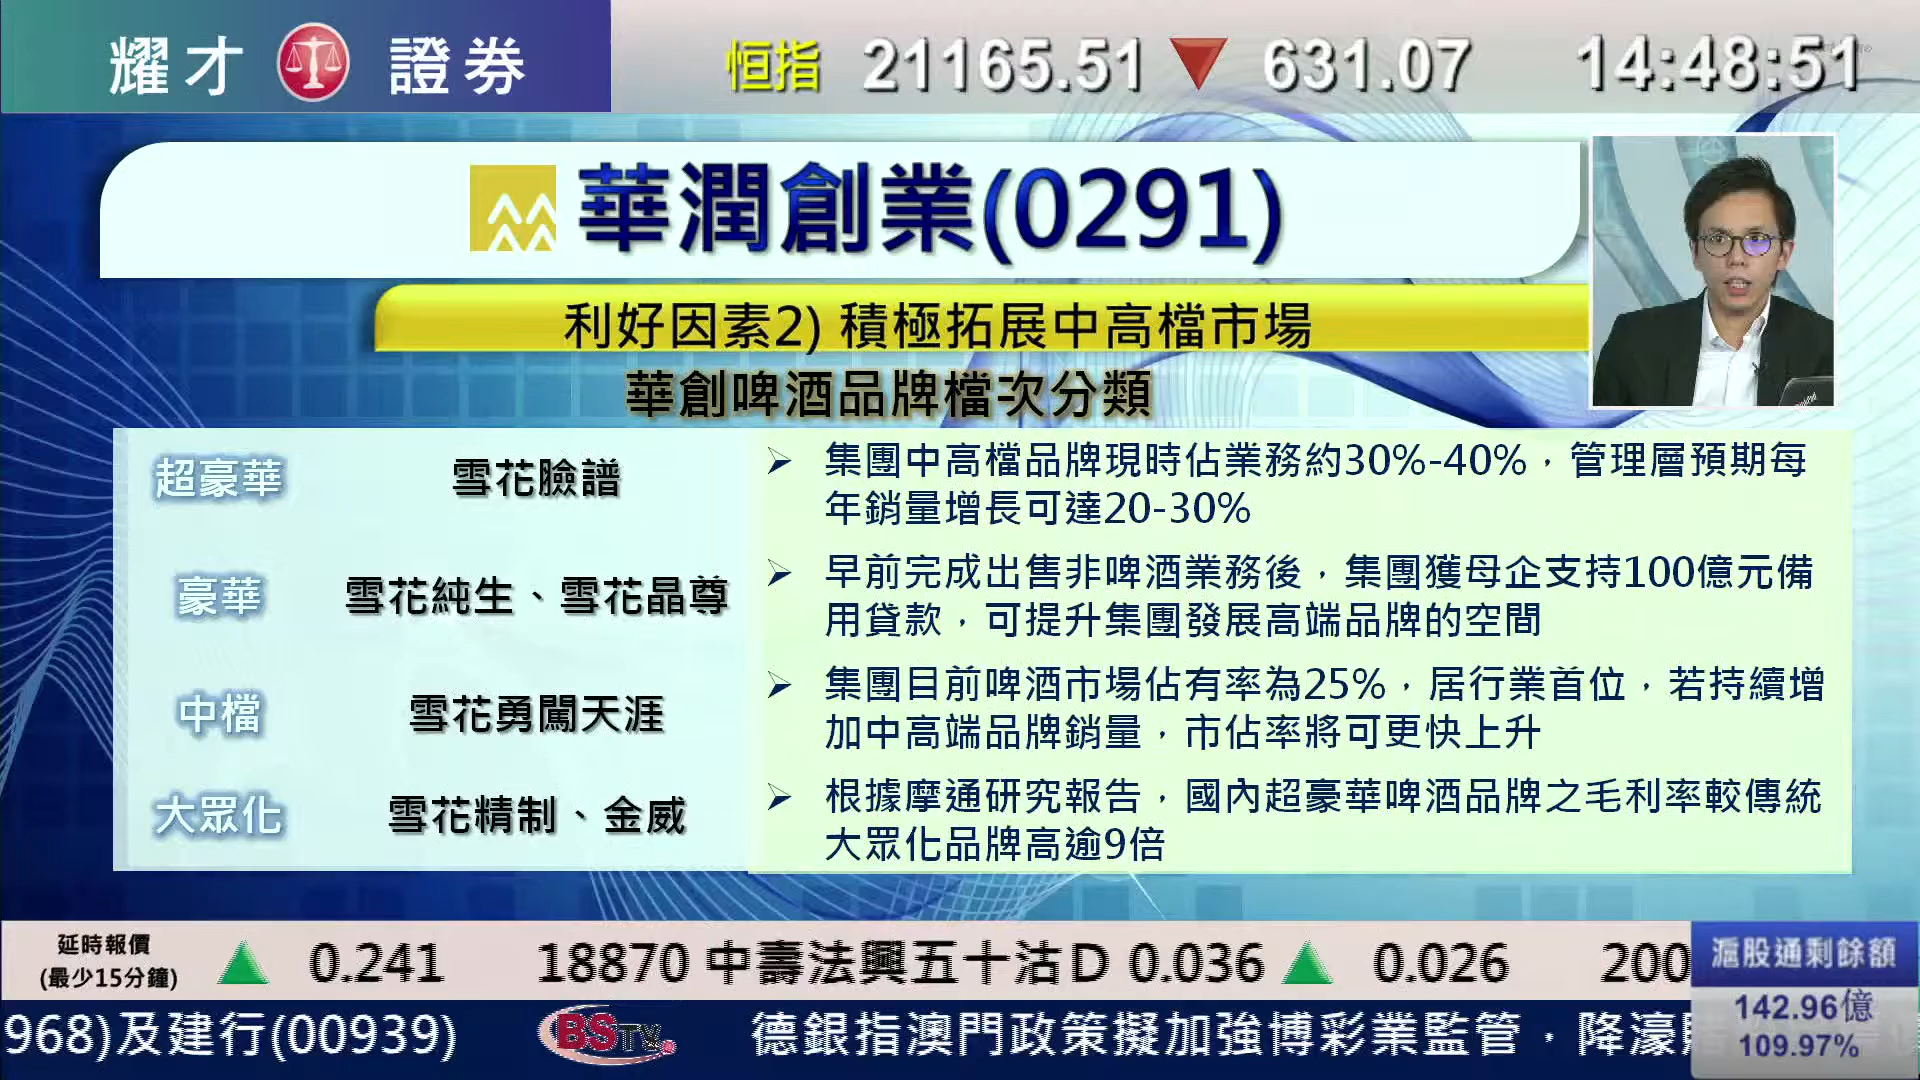 耀才 證券
恒指 21165.51 ▼ 631.07 14:48:51
華潤創業(0291)
利好因素2) 積極拓展中高檔市場
華創啤酒品牌檔次分類
超豪華 雪花臉譜
豪華 雪花純生、雪花晶尊
中檔 雪花勇闖天涯
大眾化 雪花精制、金威
➢ 集團中高檔品牌現時佔業務約30%-40%，管理層預期每
年銷量增長可達20-30%
➢ 早前完成出售非啤酒業務後，集團獲母企支持100億元備
用貸款，可提升集團發展高端品牌的空間
➢ 集團目前啤酒市場佔有率為25%，居行業首位，若持續增
加中高端品牌銷量，市佔率將可更快上升
➢ 根據摩通研究報告，國內超豪華啤酒品牌之毛利率較傳統
大眾化品牌高逾9倍
延時報價
(最少15分鐘)
▲ 0.241 18870 中壽法興五十沽D 0.036 ▲ 0.026 200
滬股通剩餘額
142.96億
109.97%
968)及建行(00939) BSTV 德銀指澳門政策擬加強博彩業監管，降濠